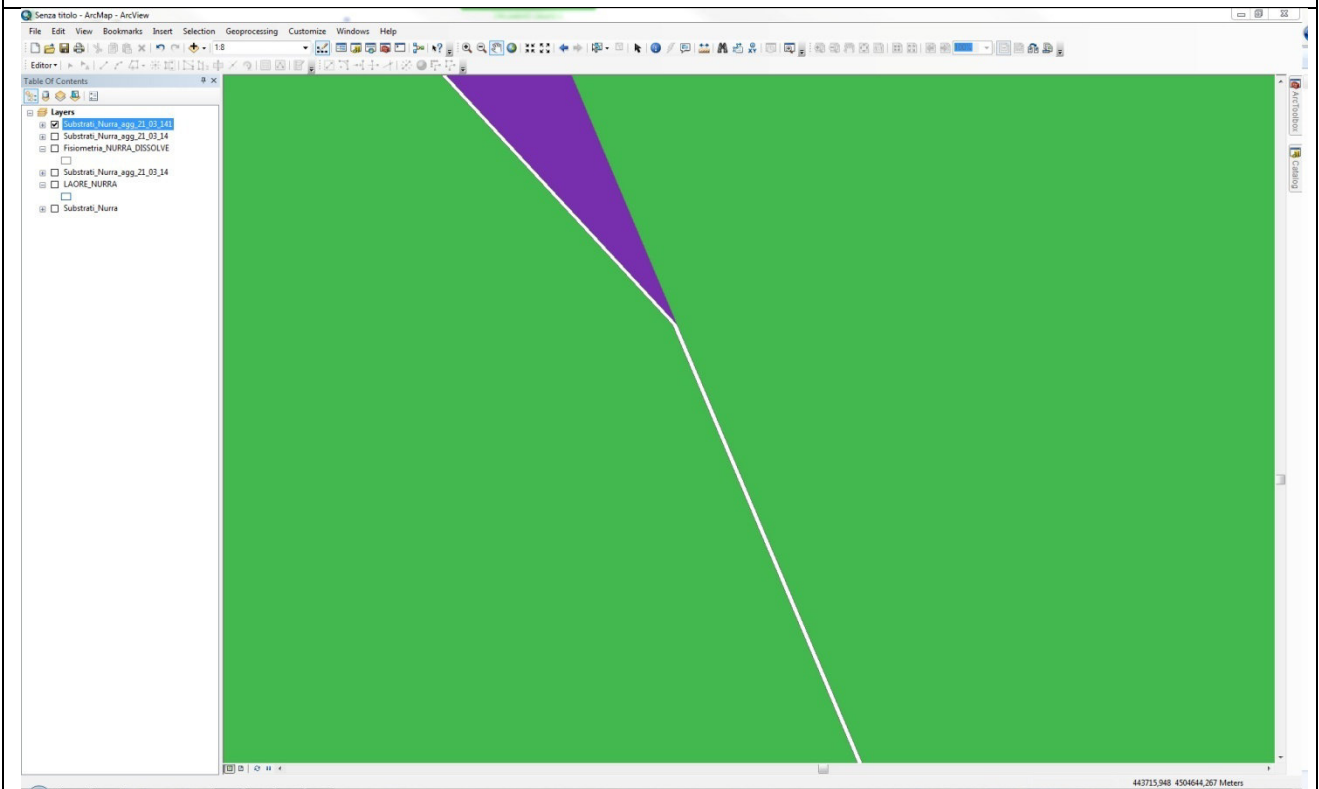 Senza titolo - ArcMap - ArcView
File Edit View Bookmarks Insert Selection Geoprocessing Customize Windows Help
1:8
Editor
Table Of Contents
Layers
Substrati_Nurra_agg_21_03_141
Substrati_Nurra_agg_21_03_14
Fisiometria_NURRA_DISSOLVE
Substrati_Nurra_agg_21_03_14
LAORE_NURRA
Substrati_Nurra
ArcToolbox
Catalog
443715,948 4504644,267 Meters